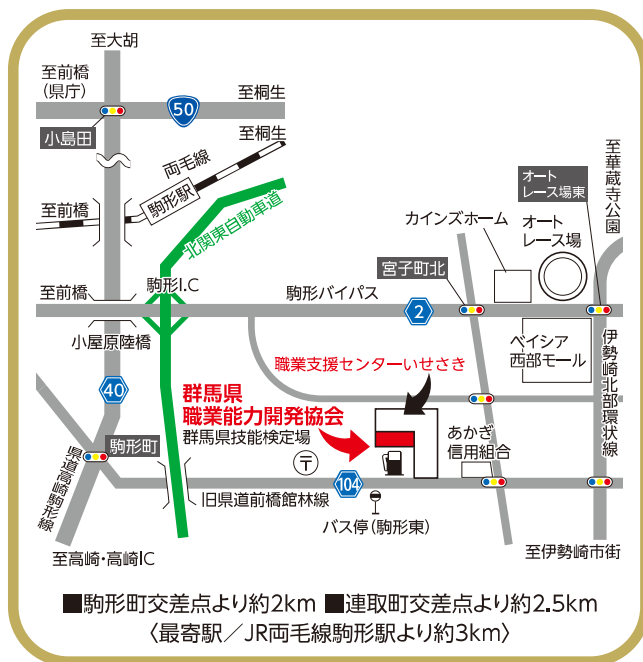 至大胡
至前橋
(県庁)
50
至桐生
小島田
至桐生
両毛線
駒形駅
至前橋
北関東自動車道
至華蔵寺公園
オート
レース場東
カインズホーム
オート
レース場
宮子町北
駒形I.C
至前橋
駒形バイパス
2
小屋原陸橋
ベイシア
西部モール
伊勢崎北部環状線
職業支援センターいせさき
40
群馬県
職業能力開発協会
群馬県技能検定場
駒形町
あかぎ
信用組合
〒
県道高崎駒形線
旧県道前橋館林線
104
バス停(駒形東)
至高崎・高崎IC
至伊勢崎市街
■駒形町交差点より約2km ■連取町交差点より約2.5km
〈最寄駅/JR両毛線駒形駅より約3km〉